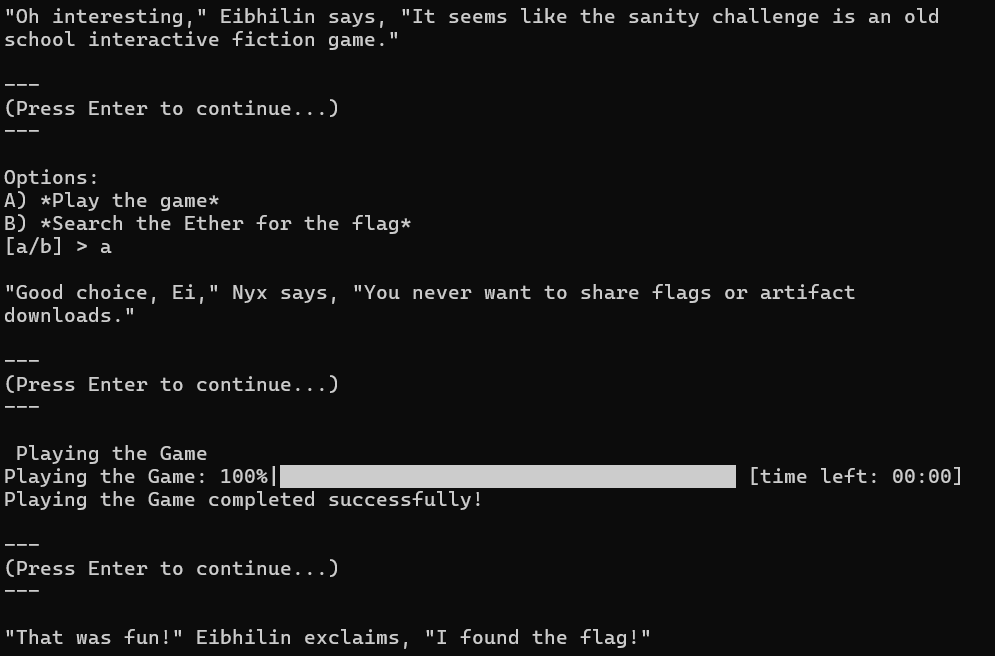 "Oh interesting," Eibhilin says, "It seems like the sanity challenge is an old
school interactive fiction game."
---
(Press Enter to continue...)
---
Options:
A) *Play the game*
B) *Search the Ether for the flag*
[a/b] > a
"Good choice, Ei," Nyx says, "You never want to share flags or artifact
downloads."
---
(Press Enter to continue...)
---
Playing the Game
Playing the Game: 100%| [time left: 00:00]
Playing the Game completed successfully!
---
(Press Enter to continue...)
---
"That was fun!" Eibhilin exclaims, "I found the flag!"